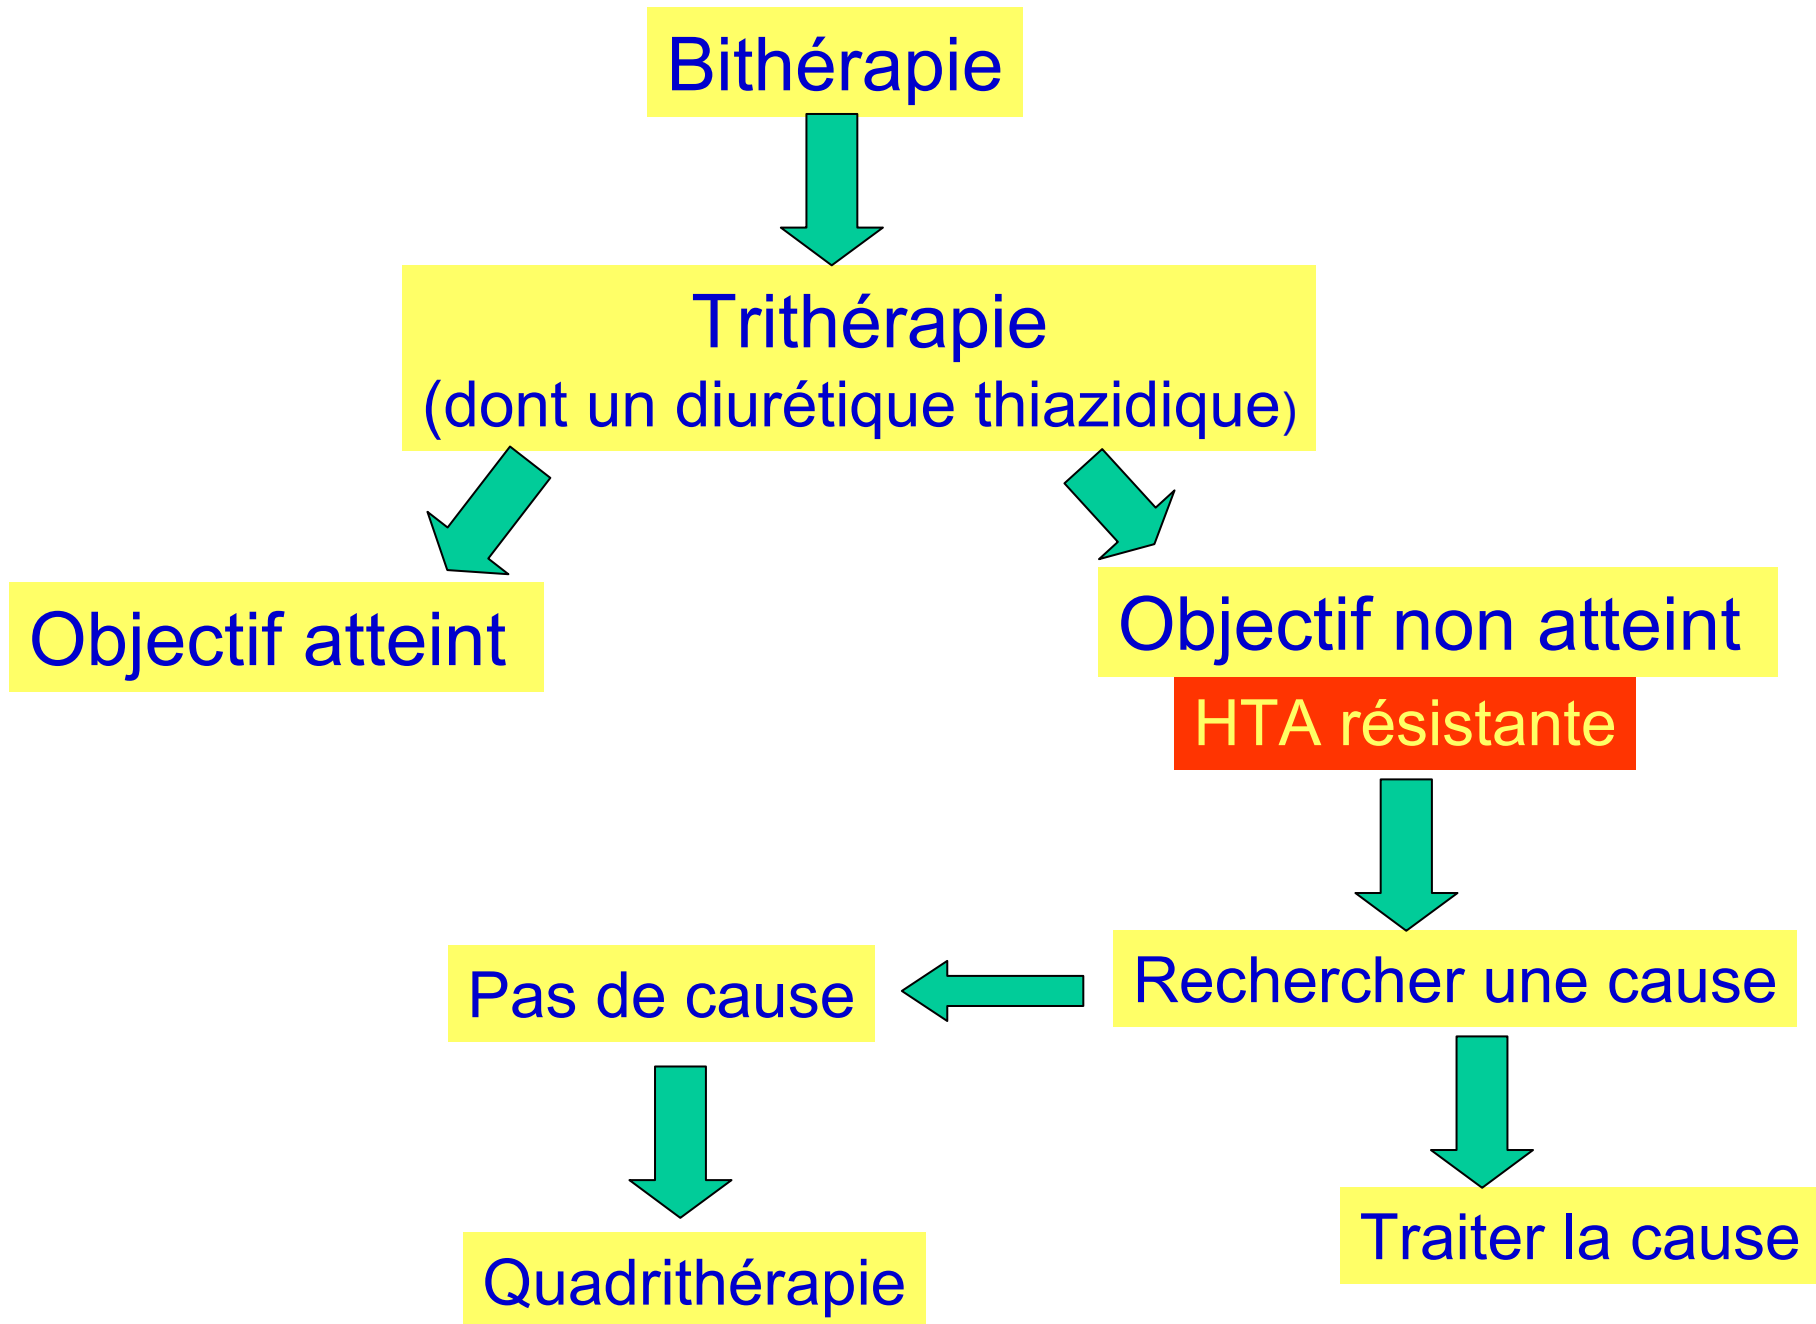 Bithérapie
Trithérapie
(dont un diurétique thiazidique)
Objectif atteint
Objectif non atteint
HTA résistante
Pas de cause
Rechercher une cause
Traiter la cause
Quadrithérapie